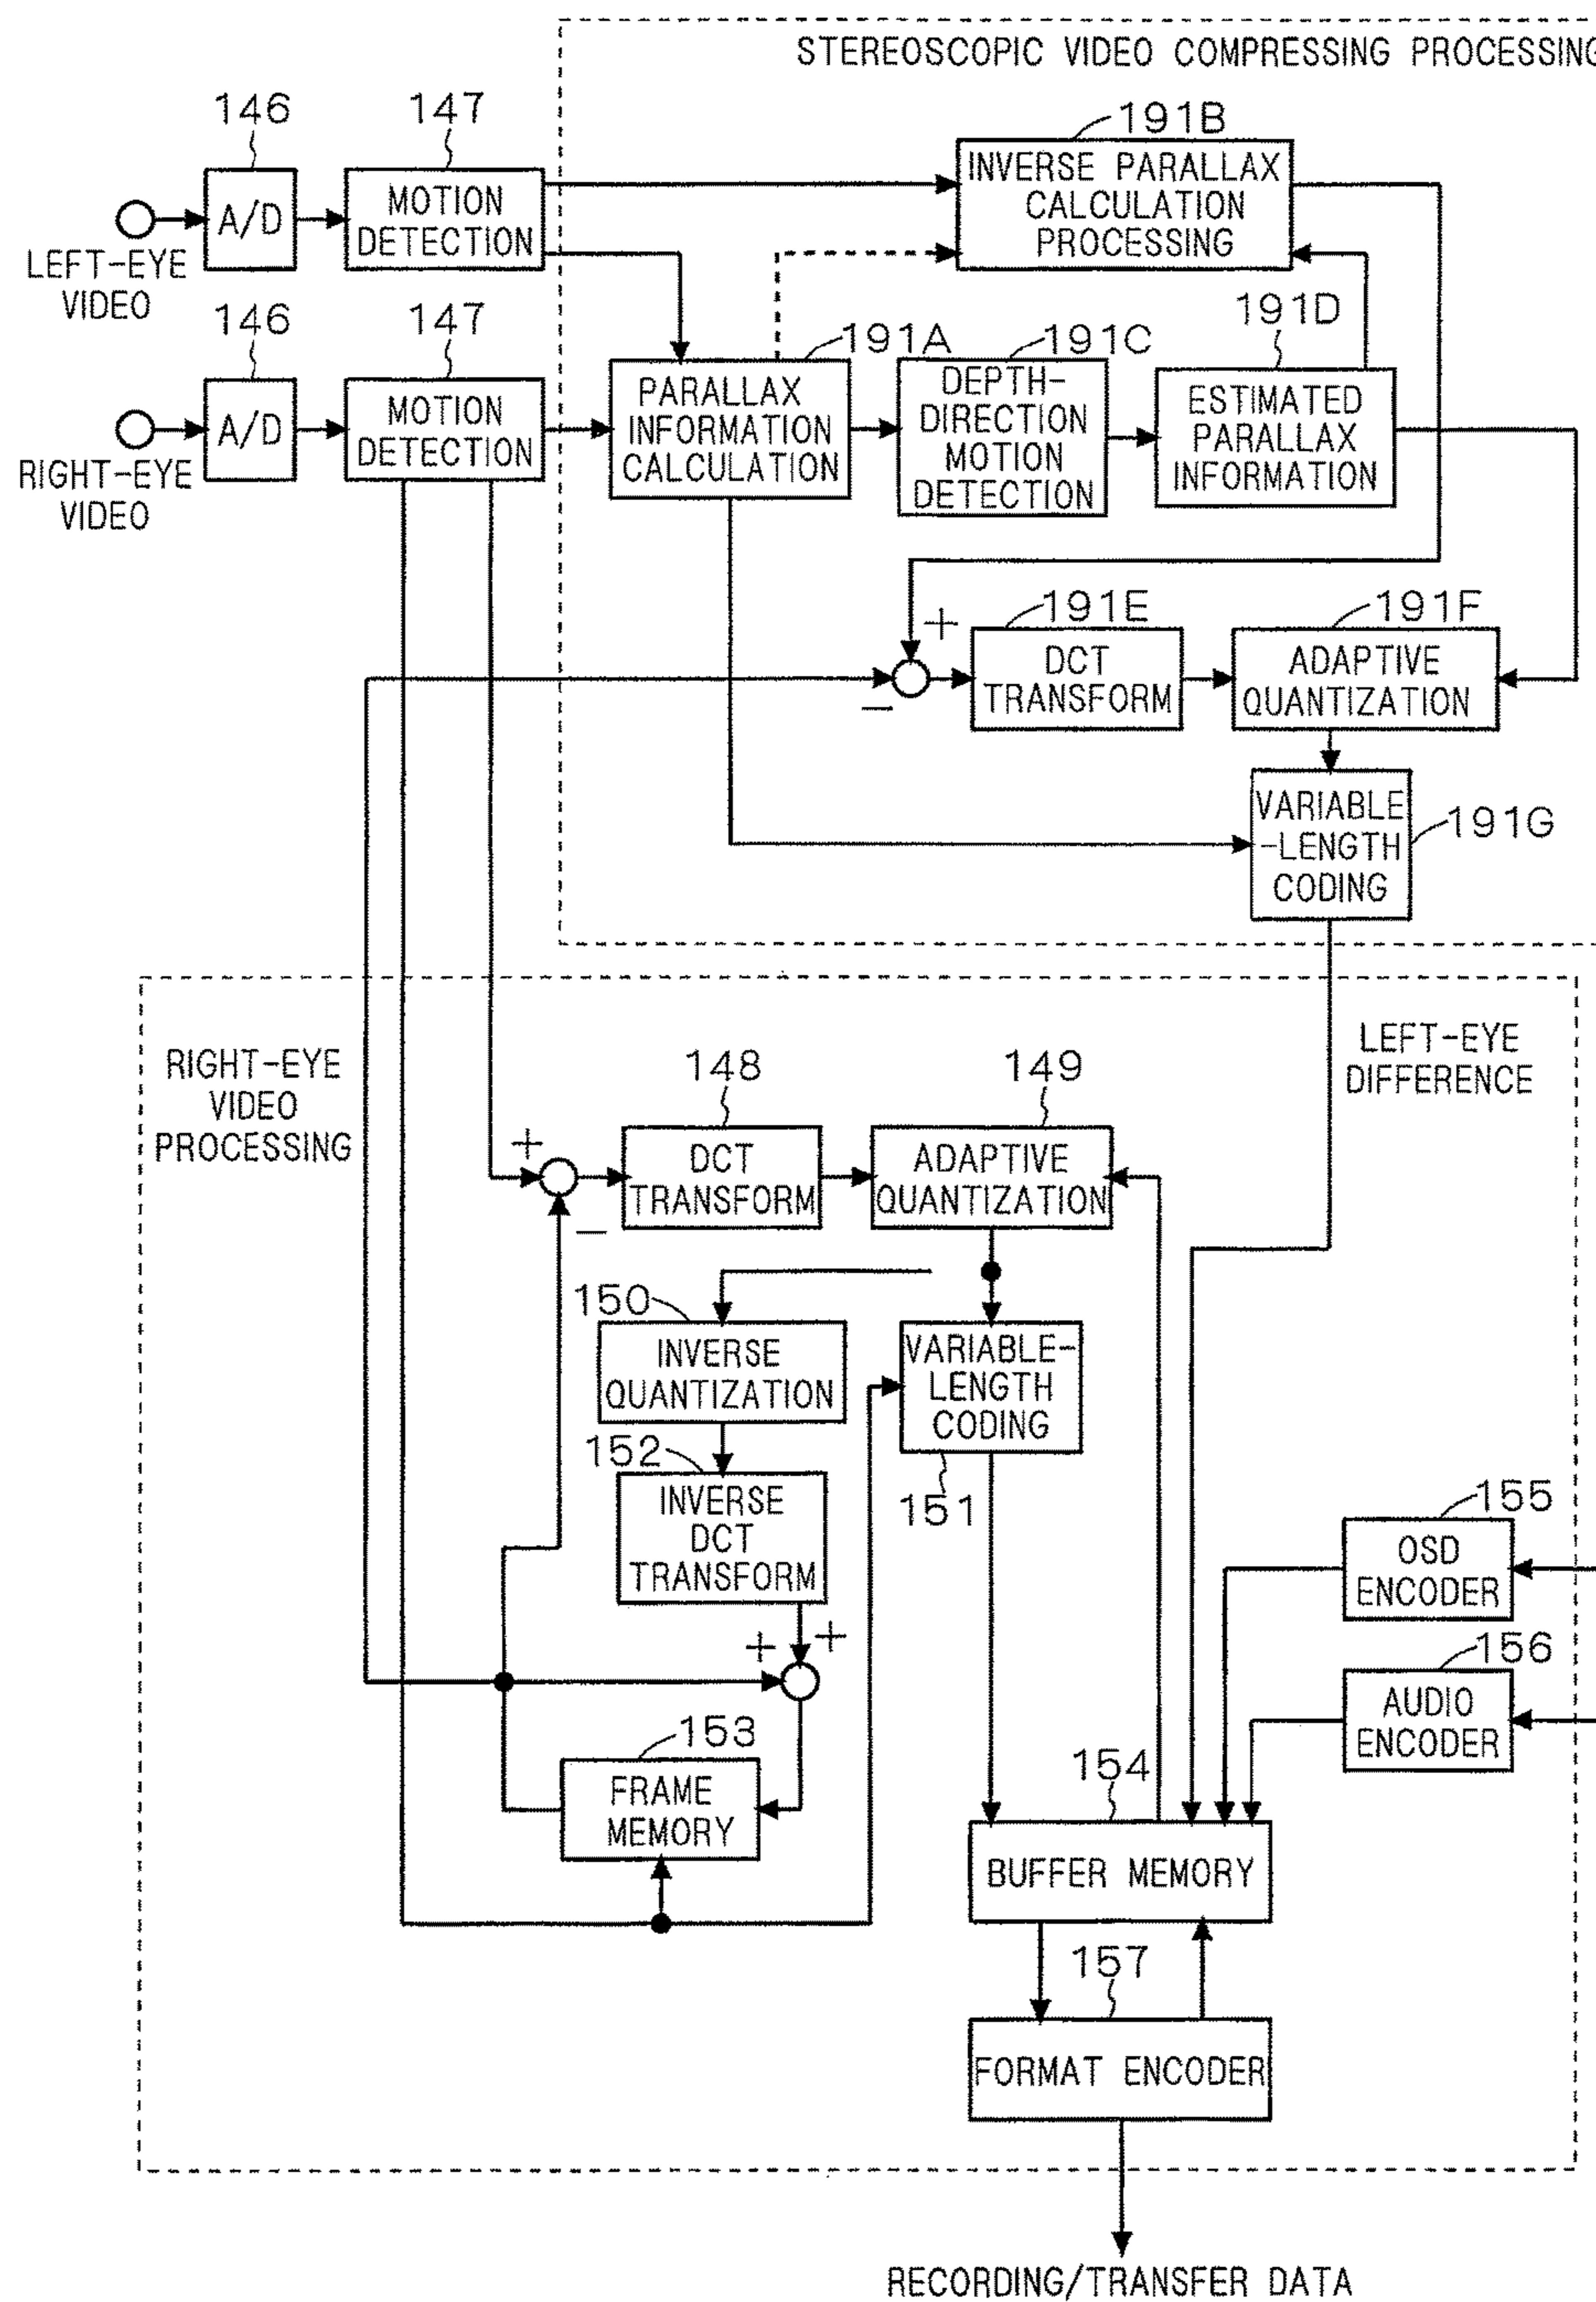 STEREOSCOPIC VIDEO COMPRESSING PROCESSING
146
147
191B
A/D
MOTION
DETECTION
INVERSE PARALLAX
CALCULATION
PROCESSING
LEFT-EYE
VIDEO
146
147
191A
191C
191D
A/D
MOTION
DETECTION
PARALLAX
INFORMATION
CALCULATION
DEPTH-
DIRECTION
MOTION
DETECTION
ESTIMATED
PARALLAX
INFORMATION
RIGHT-EYE
VIDEO
+
−
191E
191F
DCT
TRANSFORM
ADAPTIVE
QUANTIZATION
VARIABLE
-LENGTH
CODING
191G
RIGHT-EYE
VIDEO
PROCESSING
LEFT-EYE
DIFFERENCE
148
149
+
−
DCT
TRANSFORM
ADAPTIVE
QUANTIZATION
150
INVERSE
QUANTIZATION
VARIABLE-
LENGTH
CODING
151
152
INVERSE
DCT
TRANSFORM
155
OSD
ENCODER
+
+
156
AUDIO
ENCODER
153
FRAME
MEMORY
154
BUFFER MEMORY
157
FORMAT ENCODER
RECORDING/TRANSFER DATA